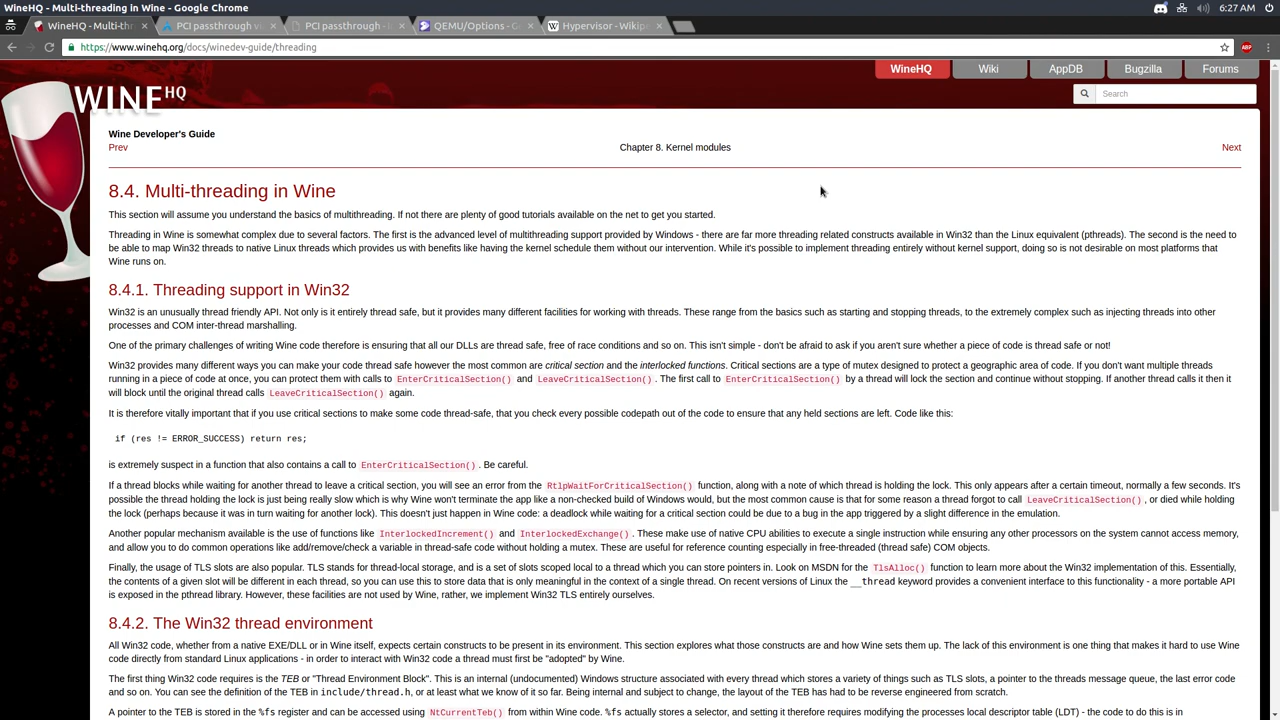 WineHQ - Multi-threading in Wine - Google Chrome
6:27 AM
WineHQ - Multi-thr
PCI passthrough vi
PCI passthrough -
QEMU/Options - G
Hypervisor - Wikip
https://www.winehq.org/docs/winedev-guide/threading
ABP
WineHQ
Wiki
AppDB
Bugzilla
Forums
WINE HQ
Search
Wine Developer's Guide
Prev
Chapter 8. Kernel modules
Next
8.4. Multi-threading in Wine
This section will assume you understand the basics of multithreading. If not there are plenty of good tutorials available on the net to get you started.
Threading in Wine is somewhat complex due to several factors. The first is the advanced level of multithreading support provided by Windows - there are far more threading related constructs available in Win32 than the Linux equivalent (pthreads). The second is the need to
be able to map Win32 threads to native Linux threads which provides us with benefits like having the kernel schedule them without our intervention. While it's possible to implement threading entirely without kernel support, doing so is not desirable on most platforms that
Wine runs on.
8.4.1. Threading support in Win32
Win32 is an unusually thread friendly API. Not only is it entirely thread safe, but it provides many different facilities for working with threads. These range from the basics such as starting and stopping threads, to the extremely complex such as injecting threads into other
processes and COM inter-thread marshalling.
One of the primary challenges of writing Wine code therefore is ensuring that all our DLLs are thread safe, free of race conditions and so on. This isn't simple - don't be afraid to ask if you aren't sure whether a piece of code is thread safe or not!
Win32 provides many different ways you can make your code thread safe however the most common are critical section and the interlocked functions. Critical sections are a type of mutex designed to protect a geographic area of code. If you don't want multiple threads
running in a piece of code at once, you can protect them with calls to EnterCriticalSection() and LeaveCriticalSection(). The first call to EnterCriticalSection() by a thread will lock the section and continue without stopping. If another thread calls it then it
will block until the original thread calls LeaveCriticalSection() again.
It is therefore vitally important that if you use critical sections to make some code thread-safe, that you check every possible codepath out of the code to ensure that any held sections are left. Code like this:
if (res != ERROR_SUCCESS) return res;
is extremely suspect in a function that also contains a call to EnterCriticalSection(). Be careful.
If a thread blocks while waiting for another thread to leave a critical section, you will see an error from the RtlpWaitForCriticalSection() function, along with a note of which thread is holding the lock. This only appears after a certain timeout, normally a few seconds. It's
possible the thread holding the lock is just being really slow which is why Wine won't terminate the app like a non-checked build of Windows would, but the most common cause is that for some reason a thread forgot to call LeaveCriticalSection(), or died while holding
the lock (perhaps because it was in turn waiting for another lock). This doesn't just happen in Wine code: a deadlock while waiting for a critical section could be due to a bug in the app triggered by a slight difference in the emulation.
Another popular mechanism available is the use of functions like InterlockedIncrement() and InterlockedExchange(). These make use of native CPU abilities to execute a single instruction while ensuring any other processors on the system cannot access memory,
and allow you to do common operations like add/remove/check a variable in thread-safe code without holding a mutex. These are useful for reference counting especially in free-threaded (thread safe) COM objects.
Finally, the usage of TLS slots are also popular. TLS stands for thread-local storage, and is a set of slots scoped local to a thread which you can store pointers in. Look on MSDN for the TlsAlloc() function to learn more about the Win32 implementation of this. Essentially,
the contents of a given slot will be different in each thread, so you can use this to store data that is only meaningful in the context of a single thread. On recent versions of Linux the __thread keyword provides a convenient interface to this functionality - a more portable API
is exposed in the pthread library. However, these facilities are not used by Wine, rather, we implement Win32 TLS entirely ourselves.
8.4.2. The Win32 thread environment
All Win32 code, whether from a native EXE/DLL or in Wine itself, expects certain constructs to be present in its environment. This section explores what those constructs are and how Wine sets them up. The lack of this environment is one thing that makes it hard to use Wine
code directly from standard Linux applications - in order to interact with Win32 code a thread must first be "adopted" by Wine.
The first thing Win32 code requires is the TEB or "Thread Environment Block". This is an internal (undocumented) Windows structure associated with every thread which stores a variety of things such as TLS slots, a pointer to the threads message queue, the last error code
and so on. You can see the definition of the TEB in include/thread.h, or at least what we know of it so far. Being internal and subject to change, the layout of the TEB has had to be reverse engineered from scratch.
A pointer to the TEB is stored in the %fs register and can be accessed using NtCurrentTeb() from within Wine code. %fs actually stores a selector, and setting it therefore requires modifying the processes local descriptor table (LDT) - the code to do this is in